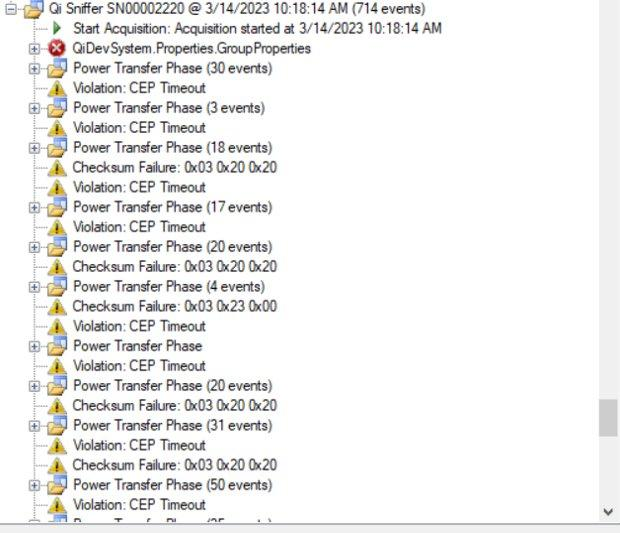 Qi Sniffer SN00002220 @ 3/14/2023 10:18:14 AM (714 events)
Start Acquisition: Acquisition started at 3/14/2023 10:18:14 AM
QiDevSystem.Properties.GroupProperties
Power Transfer Phase (30 events)
Violation: CEP Timeout
Power Transfer Phase (3 events)
Violation: CEP Timeout
Power Transfer Phase (18 events)
Checksum Failure: 0x03 0x20 0x20
Violation: CEP Timeout
Power Transfer Phase (17 events)
Violation: CEP Timeout
Power Transfer Phase (20 events)
Checksum Failure: 0x03 0x20 0x20
Power Transfer Phase (4 events)
Checksum Failure: 0x03 0x23 0x00
Violation: CEP Timeout
Power Transfer Phase
Violation: CEP Timeout
Power Transfer Phase (20 events)
Checksum Failure: 0x03 0x20 0x20
Power Transfer Phase (31 events)
Violation: CEP Timeout
Checksum Failure: 0x03 0x20 0x20
Power Transfer Phase (50 events)
Violation: CEP Timeout